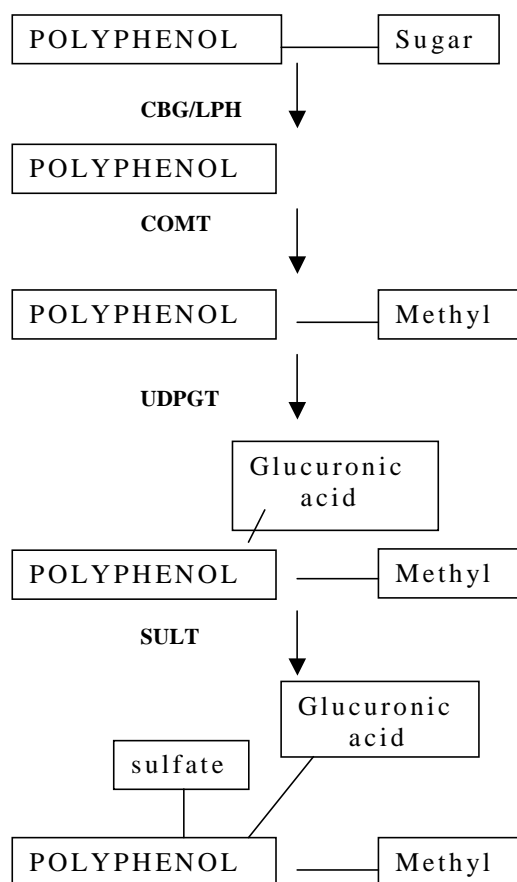 POLYPHENOL Sugar
CBG/LPH
POLYPHENOL
COMT
POLYPHENOL Methyl
UDPGT
Glucuronic
acid
POLYPHENOL Methyl
SULT
Glucuronic
acid
sulfate
POLYPHENOL Methyl